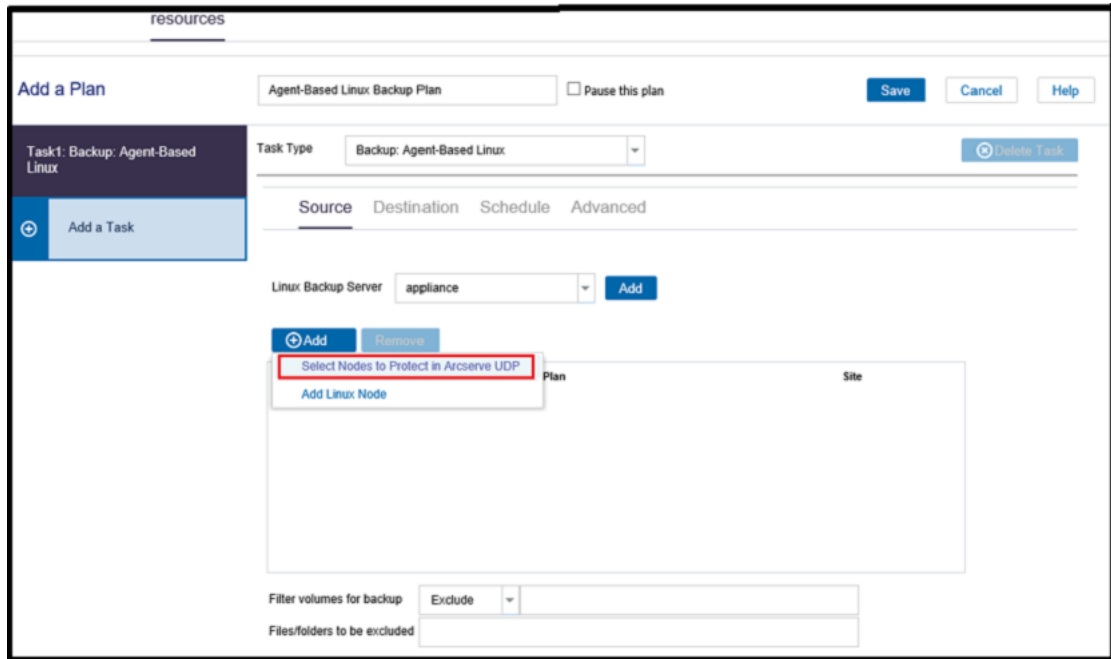 resources
Add a Plan
Agent-Based Linux Backup Plan
Pause this plan
Save
Cancel
Help
Task1: Backup: Agent-Based
Linux
Add a Task
Task Type
Backup: Agent-Based Linux
Delete Task
Source
Destination
Schedule
Advanced
Linux Backup Server
appliance
Add
Add
Remove
Select Nodes to Protect in Arcserve UDP
Add Linux Node
Plan
Site
Filter volumes for backup
Exclude
Files/folders to be excluded